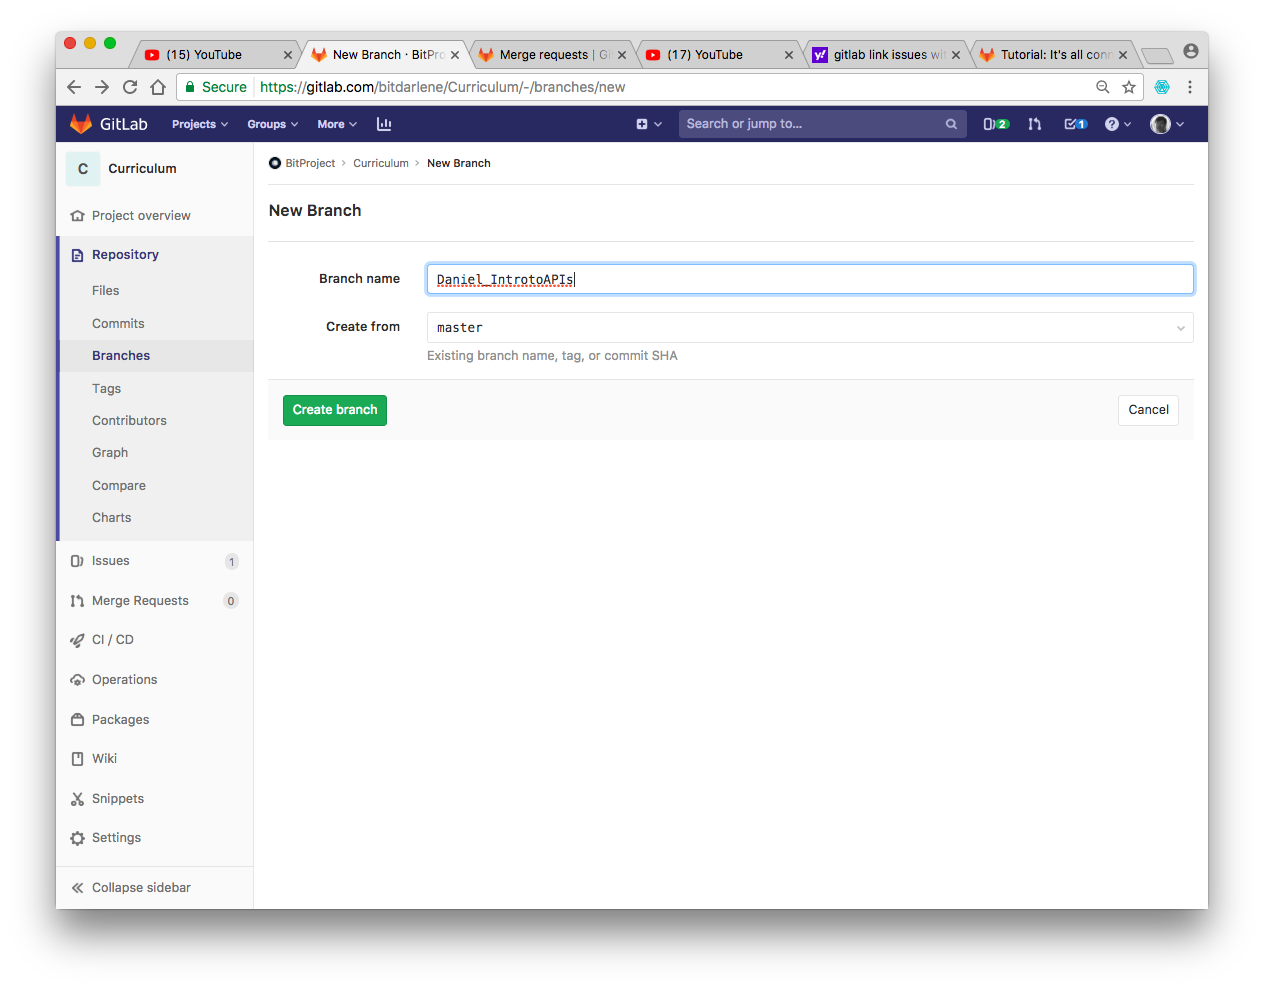 (15) YouTube
New Branch · BitPro
Merge requests | Gi
(17) YouTube
gitlab link issues wit
Tutorial: It's all conn
Secure https://gitlab.com/bitdarlene/Curriculum/-/branches/new
GitLab Projects Groups More Search or jump to... 2 1
C Curriculum
BitProject > Curriculum > New Branch
Project overview
New Branch
Repository
Branch name Daniel_IntrotoAPIs
Files
Commits
Create from master
Branches
Existing branch name, tag, or commit SHA
Tags
Create branch Cancel
Contributors
Graph
Compare
Charts
Issues 1
Merge Requests 0
CI / CD
Operations
Packages
Wiki
Snippets
Settings
Collapse sidebar